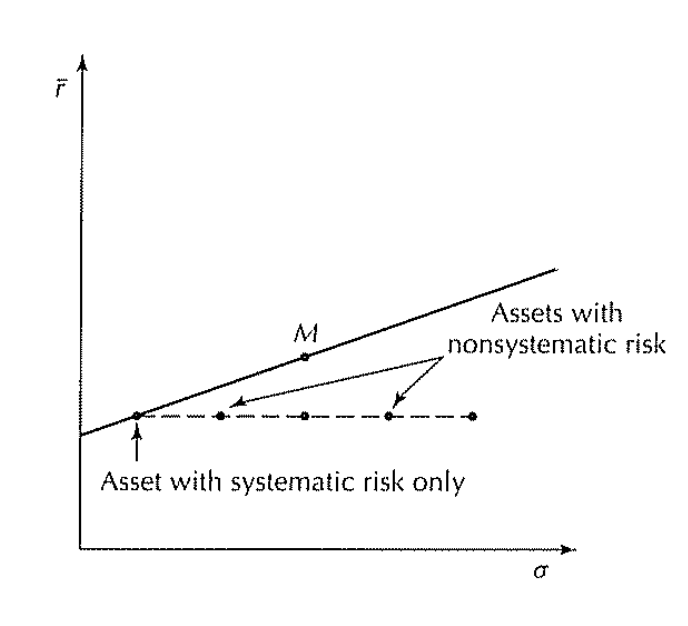 r̄
M
Assets with
nonsystematic risk
Asset with systematic risk only
σ